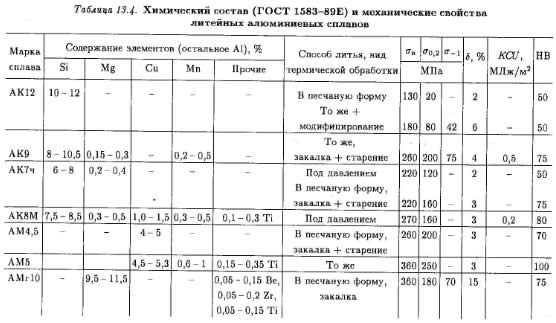 Таблица 13.4. Химический состав (ГОСТ 1583–89Е) и механические свойства
литейных алюминиевых сплавов
Марка сплава | Содержание элементов (остальное Al), % | Способ литья, вид термической обработки | σв | σ0,2 | σ−1 | δ, % | KCU, МДж/м² | HB
Si | Mg | Cu | Mn | Прочие | МПа
АК12 | 10 – 12 | – | – | – | – | В песчаную форму | 130 | 20 | – | 2 | – | 50
То же +
модифицирование | 180 | 80 | 42 | 6 | – | 50
То же,
АК9 | 8 – 10,5 | 0,15 – 0,3 | – | 0,2 – 0,5 | – | закалка + старение | 260 | 200 | 75 | 4 | 0,5 | 75
АК7ч | 6 – 8 | 0,2 – 0,4 | – | – | – | Под давлением | 220 | 120 | – | 2 | – | 50
В песчаную форму,
закалка + старение | 220 | 160 | – | 3 | – | 75
АК8М | 7,5 – 8,5 | 0,3 – 0,5 | 1,0 – 1,5 | 0,3 – 0,5 | 0,1 – 0,3 Ti | Под давлением | 270 | 160 | – | 3 | 0,2 | 80
АМ4,5 | 4 – 5 | В песчаную форму, | 260 | 200 | – | 3 | – | 70
закалка + старение
АМ5 | 4,5 – 5,3 | 0,6 – 1 | 0,15 – 0,35 Ti | То же | 360 | 250 | – | 3 | – | 100
АМг10 | – | 9,5 – 11,5 | – | – | 0,05 – 0,15 Be, | В песчаную форму, | 360 | 180 | 70 | 15 | – | 75
0,05 – 0,2 Zr, | закалка
0,05 – 0,15 Ti